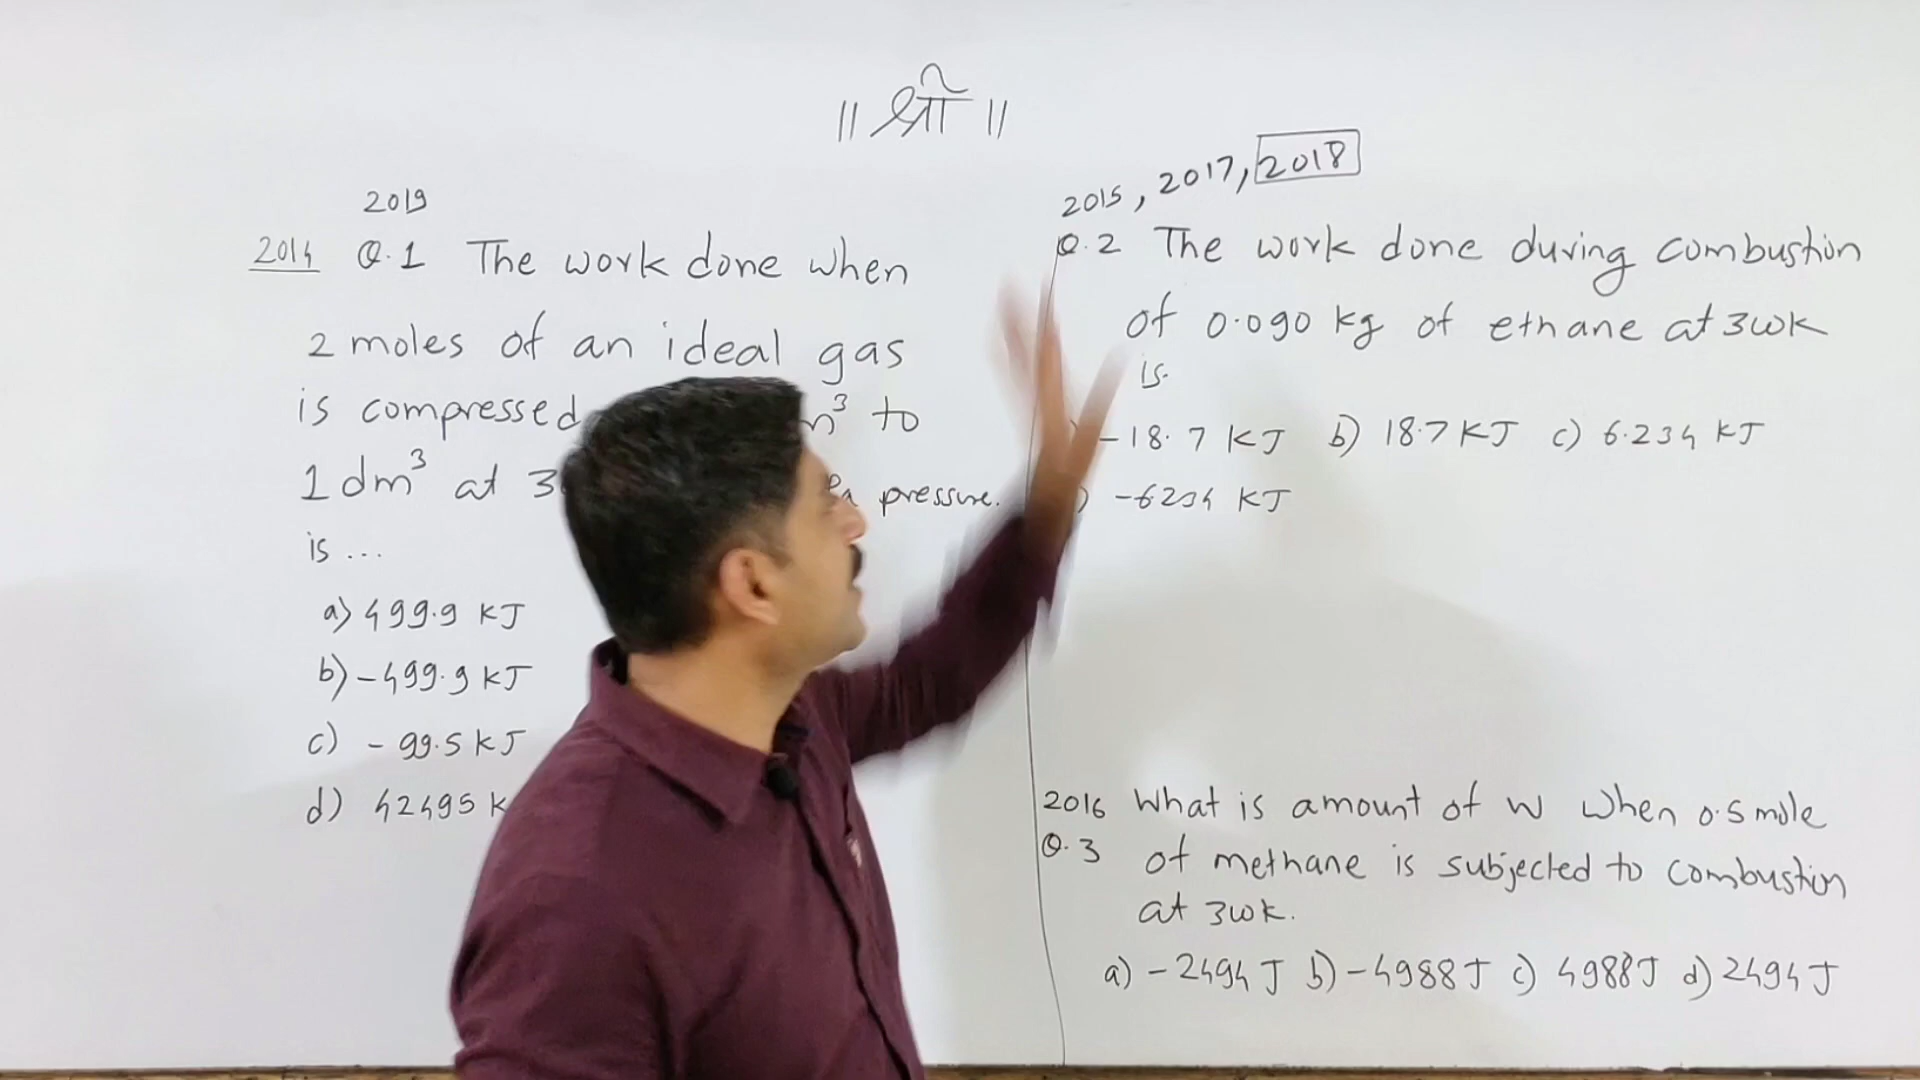 || श्री ||
2019
2014 Q.1 The work done when
2 moles of an ideal gas
is compressed m³ to
1 dm³ at 3 pressure.
is ...
a) 499.9 KJ
b) -499.9 KJ
c) - 99.5 KJ
d) 42495 K
2015, 2017, 2018
Q.2 The work done during combustion
of 0.090 kg of ethane at 300K
is.
-18.7 KJ b) 18.7 KJ c) 6.234 KJ
) -6234 KJ
2016 What is amount of W when 0.5 mole
Q.3 of methane is subjected to combustion
at 300K.
a) -2494 J b) -4988 J c) 4988 J d) 2494 J